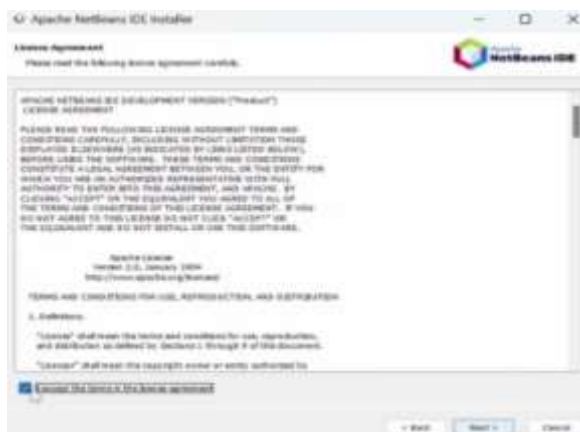 Apache NetBeans IDE Installer
License Agreement
Please read the following license agreement carefully.
Apache
NetBeans IDE
APACHE NETBEANS IDE DEVELOPMENT VERSION ("Product")
LICENSE AGREEMENT
PLEASE READ THE FOLLOWING LICENSE AGREEMENT TERMS AND
CONDITIONS CAREFULLY, INCLUDING WITHOUT LIMITATION THOSE
DISPLAYED ELSEWHERE (AS INDICATED BY LINKS LISTED BELOW),
BEFORE USING THE SOFTWARE. THESE TERMS AND CONDITIONS
CONSTITUTE A LEGAL AGREEMENT BETWEEN YOU, OR THE ENTITY FOR
WHICH YOU ARE AN AUTHORIZED REPRESENTATIVE WITH FULL
AUTHORITY TO ENTER INTO THIS AGREEMENT, AND APACHE. BY
CLICKING "ACCEPT" OR THE EQUIVALENT YOU AGREE TO ALL OF
THE TERMS AND CONDITIONS OF THIS LICENSE AGREEMENT. IF YOU
DO NOT AGREE TO THIS LICENSE DO NOT CLICK "ACCEPT" OR
THE EQUIVALENT AND DO NOT INSTALL OR USE THIS SOFTWARE.
Apache License
Version 2.0, January 2004
http://www.apache.org/licenses/
TERMS AND CONDITIONS FOR USE, REPRODUCTION, AND DISTRIBUTION
1. Definitions.
"License" shall mean the terms and conditions for use, reproduction,
and distribution as defined by Sections 1 through 9 of this document.
"Licensor" shall mean the copyright owner or entity authorized by
I accept the terms in the license agreement
< Back
Next >
Cancel